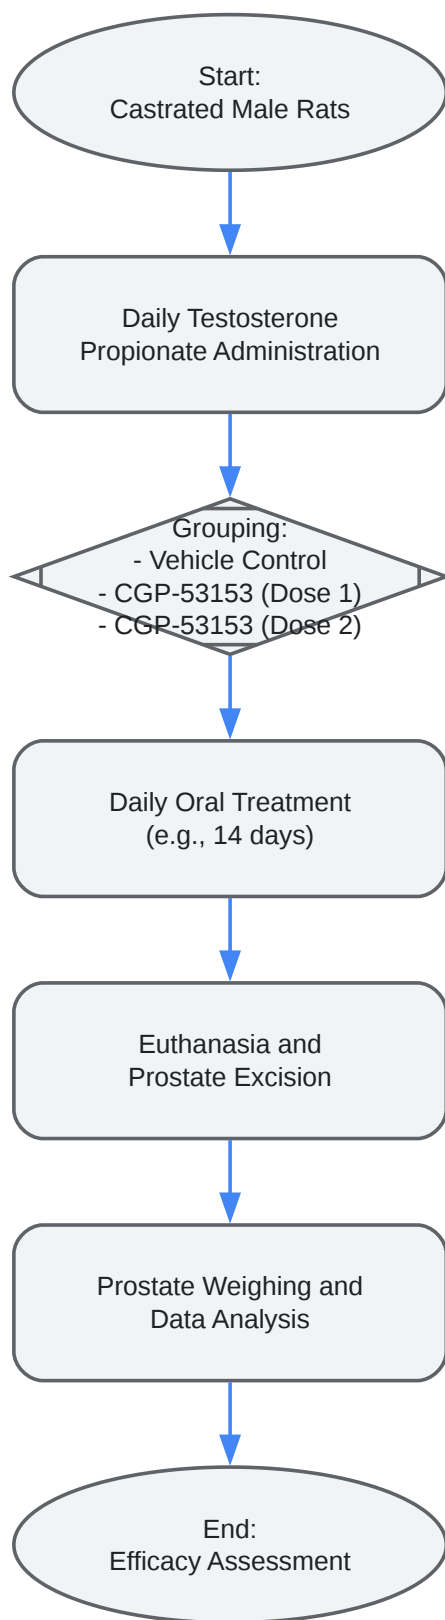 Start:
Castrated Male Rats
Daily Testosterone
Propionate Administration
Grouping:
- Vehicle Control
- CGP-53153 (Dose 1)
- CGP-53153 (Dose 2)
Daily Oral Treatment
(e.g., 14 days)
Euthanasia and
Prostate Excision
Prostate Weighing and
Data Analysis
End:
Efficacy Assessment